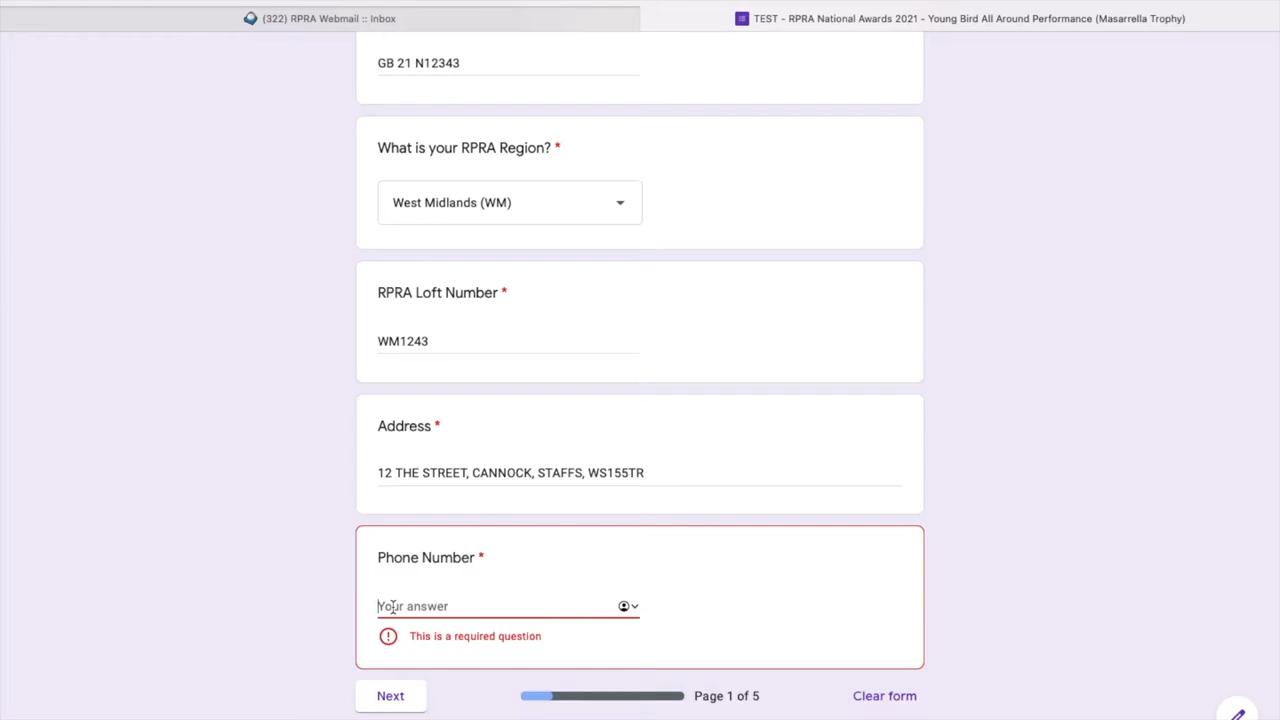 (322) RPRA Webmail :: Inbox
TEST - RPRA National Awards 2021 - Young Bird All Around Performance (Masarrella Trophy)
GB 21 N12343
What is your RPRA Region? *
West Midlands (WM)
RPRA Loft Number *
WM1243
Address *
12 THE STREET, CANNOCK, STAFFS, WS155TR
Phone Number *
Your answer
This is a required question
Next
Page 1 of 5
Clear form